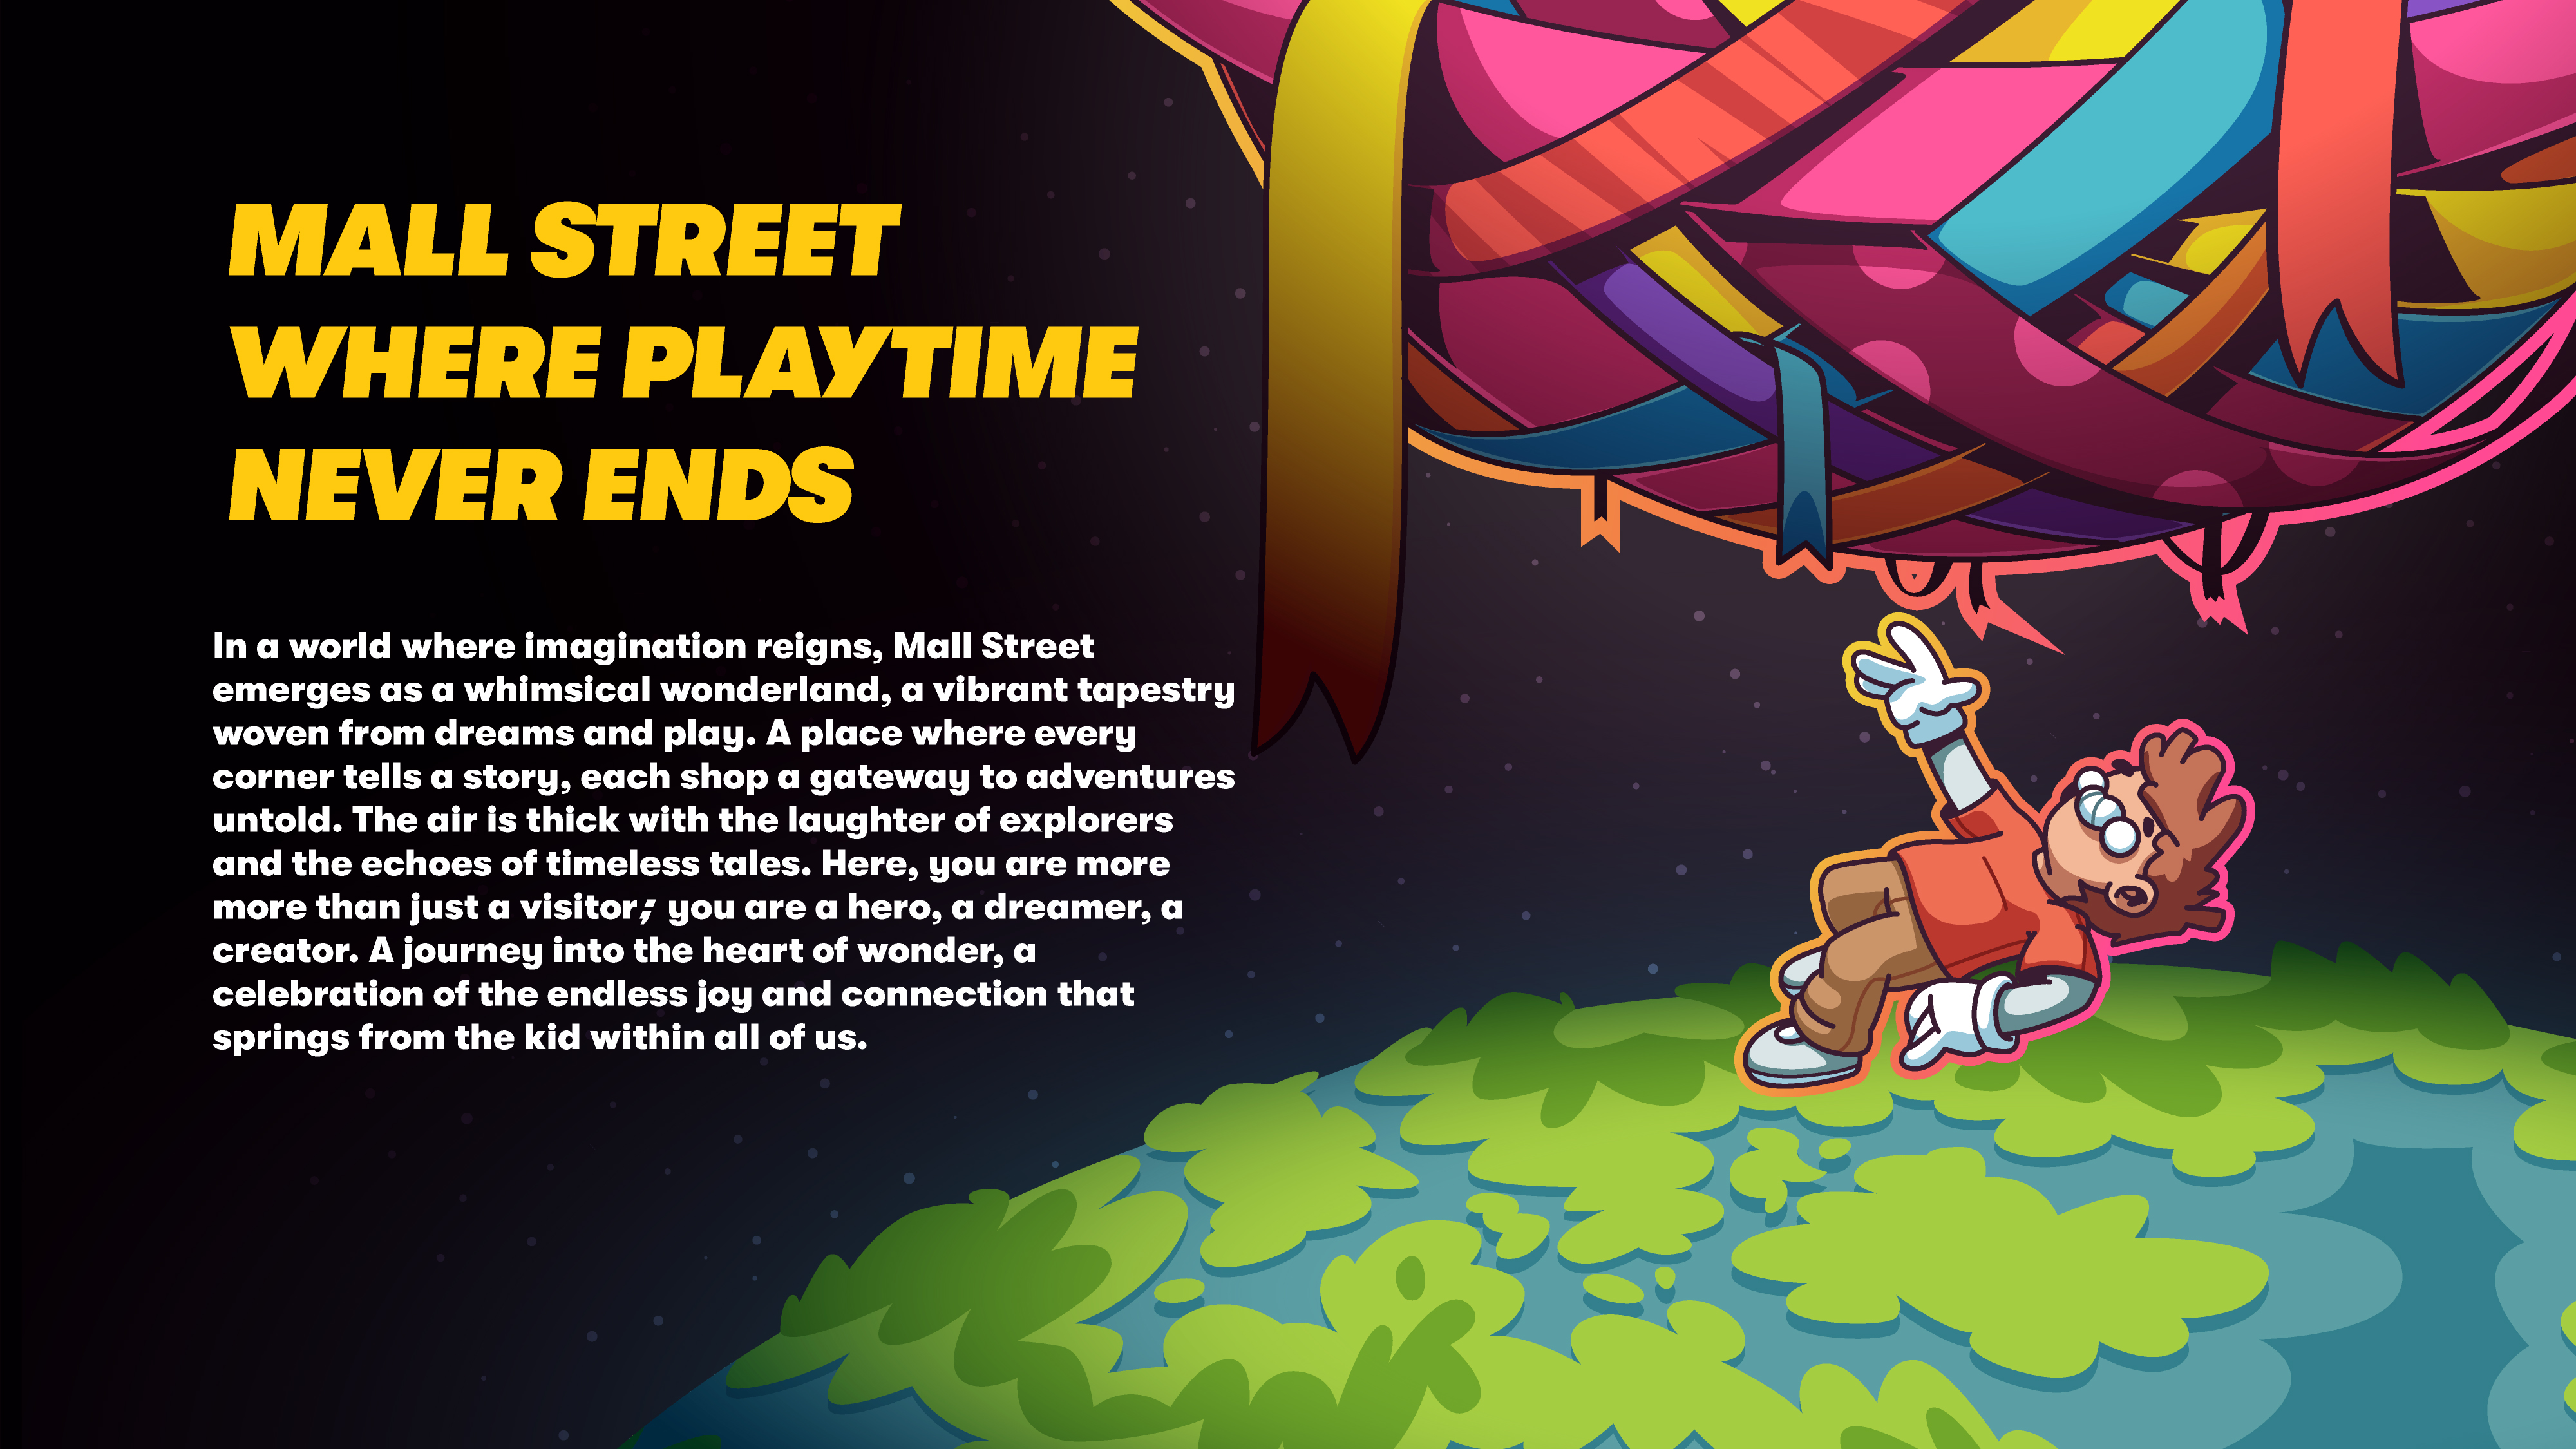 MALL STREET
WHERE PLAYTIME
NEVER ENDS
In a world where imagination reigns, Mall Street
emerges as a whimsical wonderland, a vibrant tapestry
woven from dreams and play. A place where every
corner tells a story, each shop a gateway to adventures
untold. The air is thick with the laughter of explorers
and the echoes of timeless tales. Here, you are more
more than just a visitor; you are a hero, a dreamer, a
creator. A journey into the heart of wonder, a
celebration of the endless joy and connection that
springs from the kid within all of us.